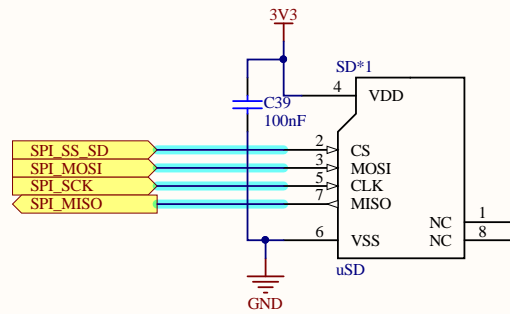 3V3
SD*1
4
VDD
C39
100nF
SPI_SS_SD
2
CS
SPI_MOSI
3
MOSI
SPI_SCK
5
CLK
SPI_MISO
7
MISO
NC
1
6
VSS
NC
8
uSD
GND